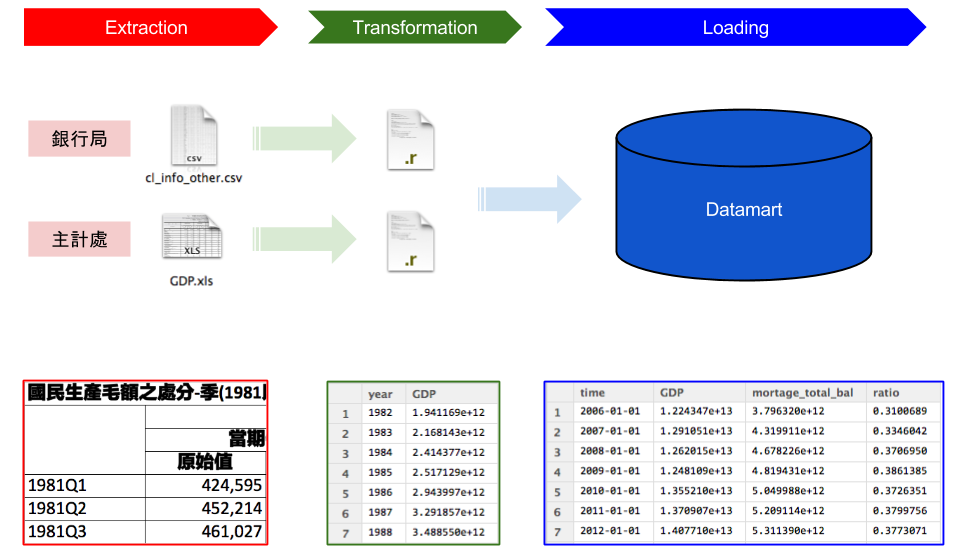 Extraction
Transformation
Loading
銀行局
CSV
cl_info_other.csv
.r
主計處
XLS
GDP.xls
.r
Datamart
國民生產毛額之處分-季(1981
當期
原始值
1981Q1 424,595
1981Q2 452,214
1981Q3 461,027
year GDP
1 1982 1.941169e+12
2 1983 2.168143e+12
3 1984 2.414377e+12
4 1985 2.517129e+12
5 1986 2.943997e+12
6 1987 3.291857e+12
7 1988 3.488550e+12
time GDP mortage_total_bal ratio
1 2006-01-01 1.224347e+13 3.796320e+12 0.3100689
2 2007-01-01 1.291051e+13 4.319911e+12 0.3346042
3 2008-01-01 1.262015e+13 4.678226e+12 0.3706950
4 2009-01-01 1.248109e+13 4.819431e+12 0.3861385
5 2010-01-01 1.355210e+13 5.049988e+12 0.3726351
6 2011-01-01 1.370907e+13 5.209114e+12 0.3799756
7 2012-01-01 1.407710e+13 5.311390e+12 0.3773071